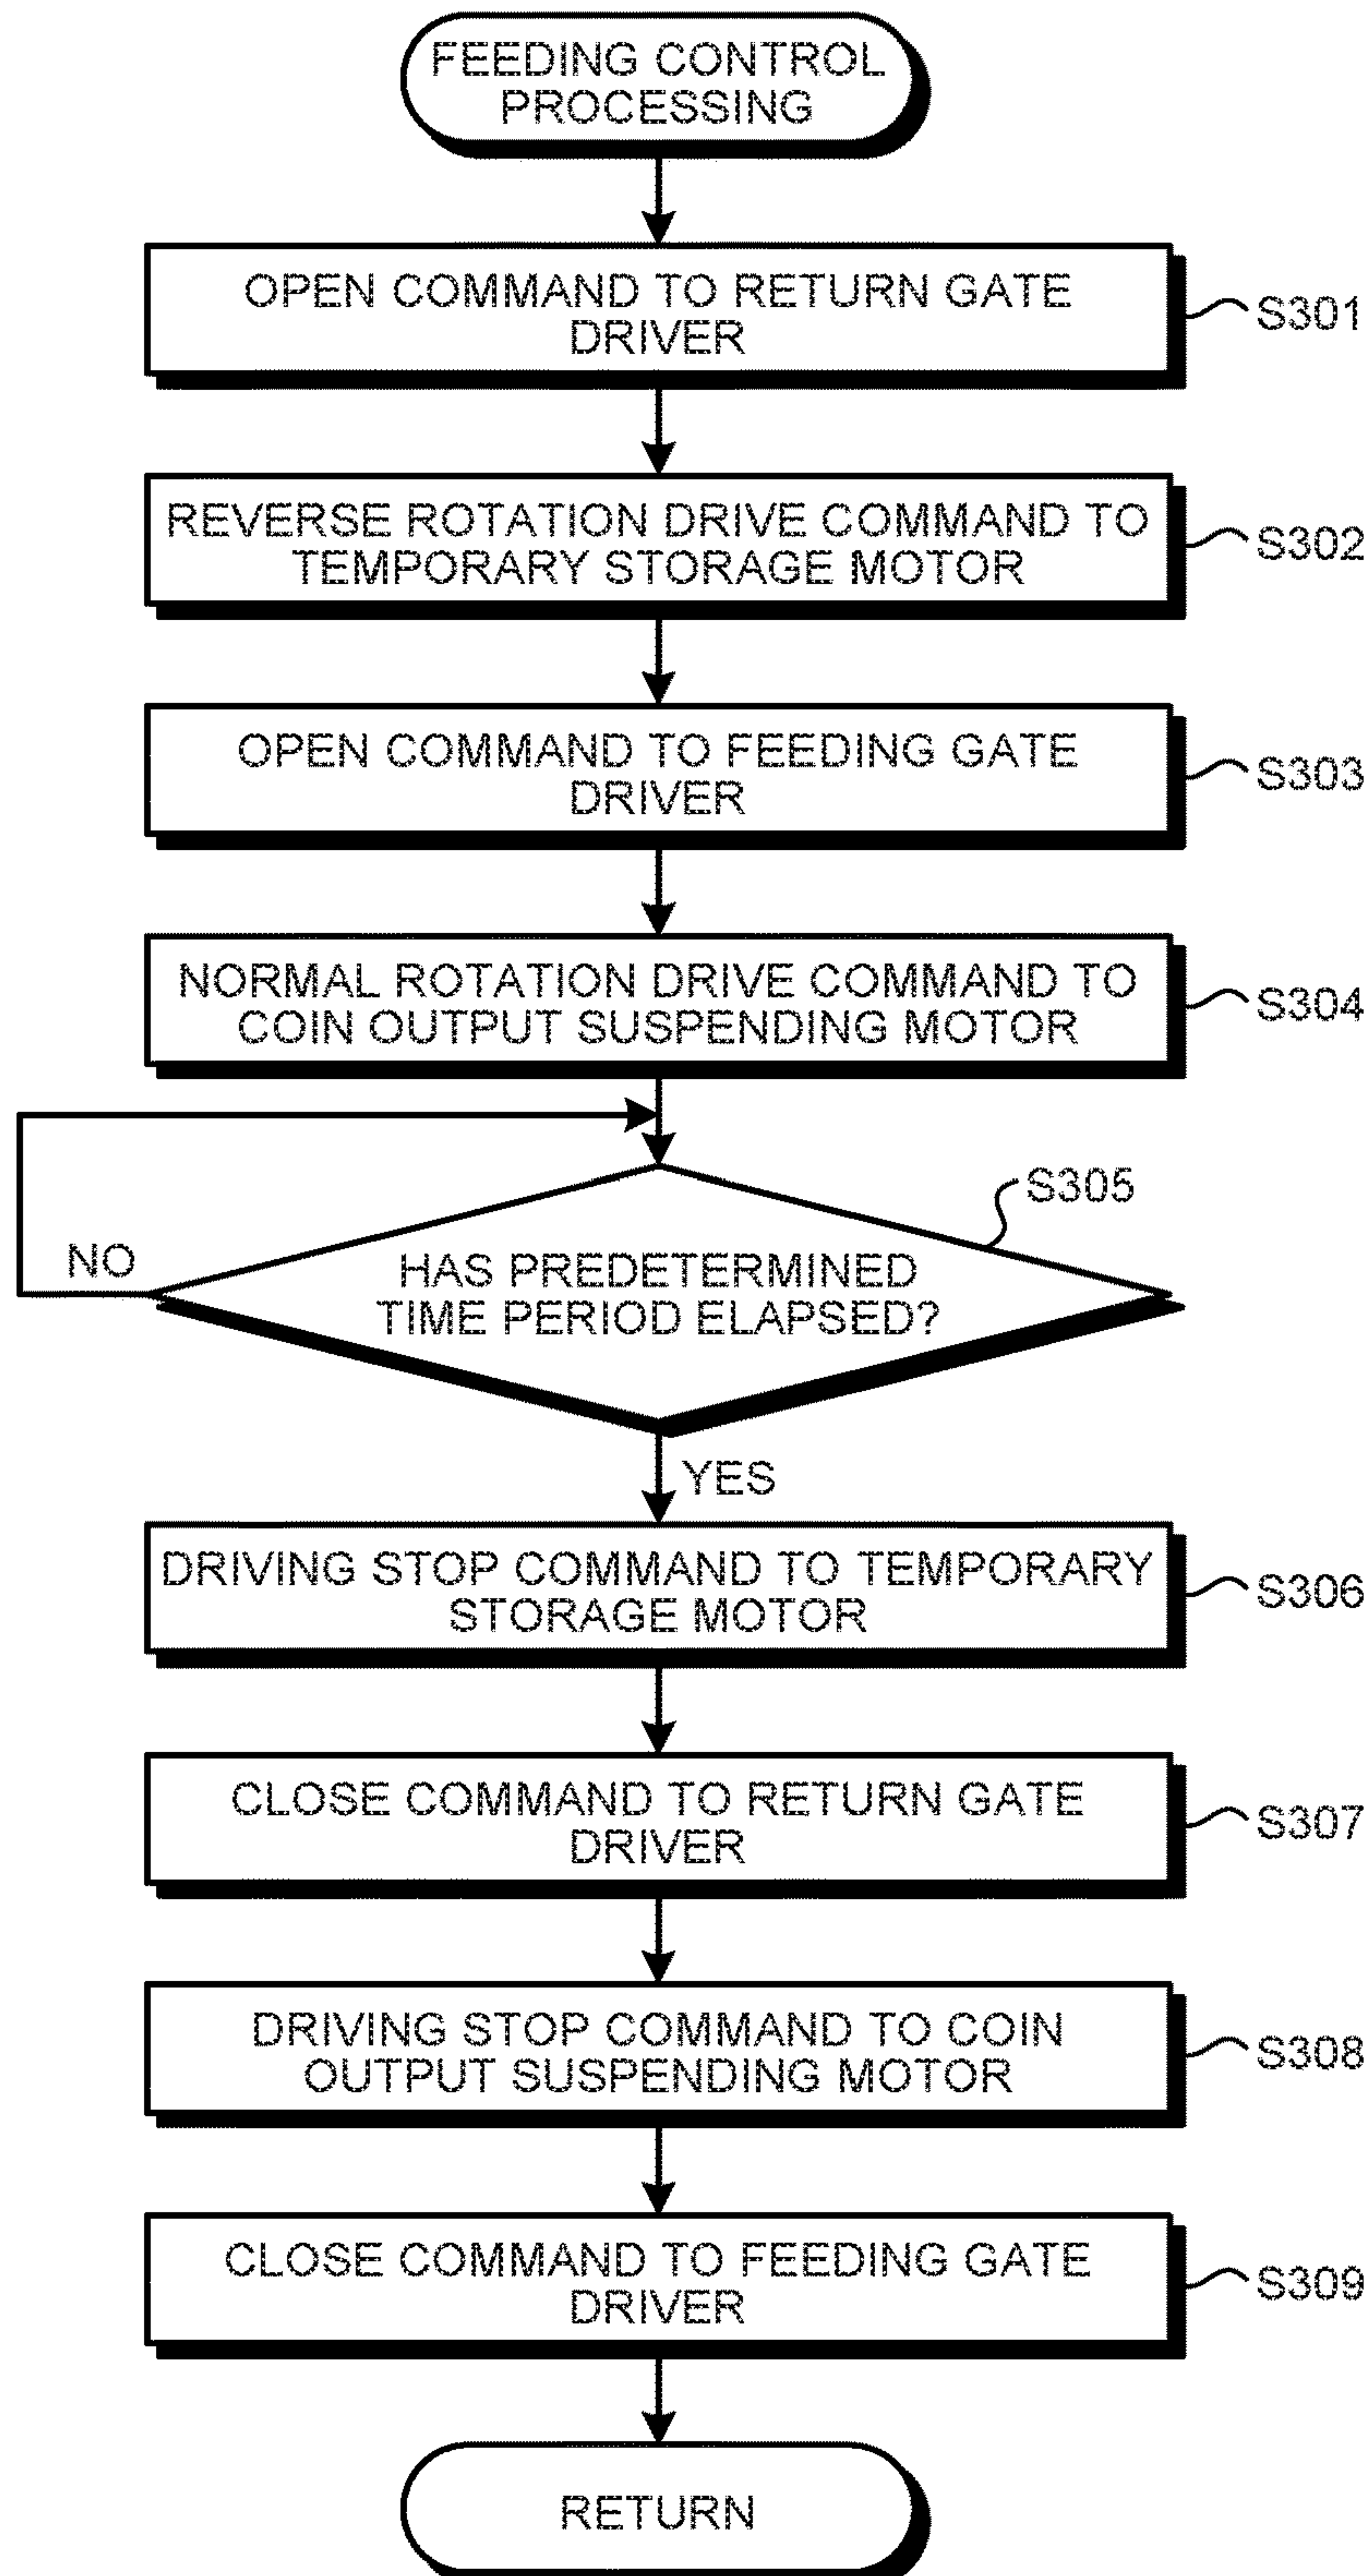 FEEDING CONTROL
PROCESSING
OPEN COMMAND TO RETURN GATE
DRIVER
S301
REVERSE ROTATION DRIVE COMMAND TO
TEMPORARY STORAGE MOTOR
S302
OPEN COMMAND TO FEEDING GATE
DRIVER
S303
NORMAL ROTATION DRIVE COMMAND TO
COIN OUTPUT SUSPENDING MOTOR
S304
S305
NO
HAS PREDETERMINED
TIME PERIOD ELAPSED?
YES
DRIVING STOP COMMAND TO TEMPORARY
STORAGE MOTOR
S306
CLOSE COMMAND TO RETURN GATE
DRIVER
S307
DRIVING STOP COMMAND TO COIN
OUTPUT SUSPENDING MOTOR
S308
CLOSE COMMAND TO FEEDING GATE
DRIVER
S309
RETURN